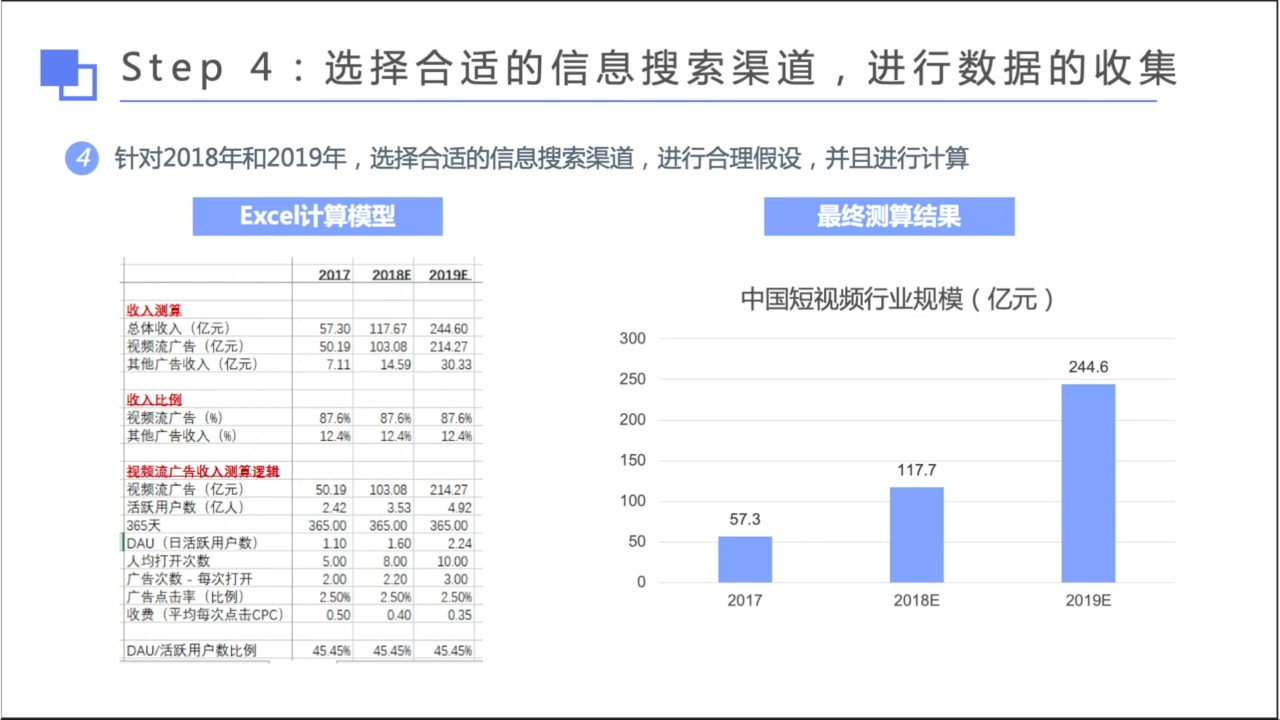 Step 4：选择合适的信息搜索渠道，进行数据的收集
4 针对2018年和2019年，选择合适的信息搜索渠道，进行合理假设，并且进行计算
Excel计算模型
2017 2018E 2019E
收入测算
总体收入（亿元） 57.30 117.67 244.60
视频流广告（亿元） 50.19 103.08 214.27
其他广告收入（亿元） 7.11 14.59 30.33
收入比例
视频流广告（%） 87.6% 87.6% 87.6%
其他广告收入（%） 12.4% 12.4% 12.4%
视频流广告收入测算逻辑
视频流广告（亿元） 50.19 103.08 214.27
活跃用户数（亿人） 2.42 3.53 4.92
365天 365.00 365.00 365.00
DAU（日活跃用户数） 1.10 1.60 2.24
人均打开次数 5.00 8.00 10.00
广告次数 - 每次打开 2.00 2.20 3.00
广告点击率（比例） 2.50% 2.50% 2.50%
收费（平均每次点击CPC） 0.50 0.40 0.35
DAU/活跃用户数比例 45.45% 45.45% 45.45%
最终测算结果
中国短视频行业规模（亿元）
300
250
200
150
100
50
0
57.3
117.7
244.6
2017 2018E 2019E